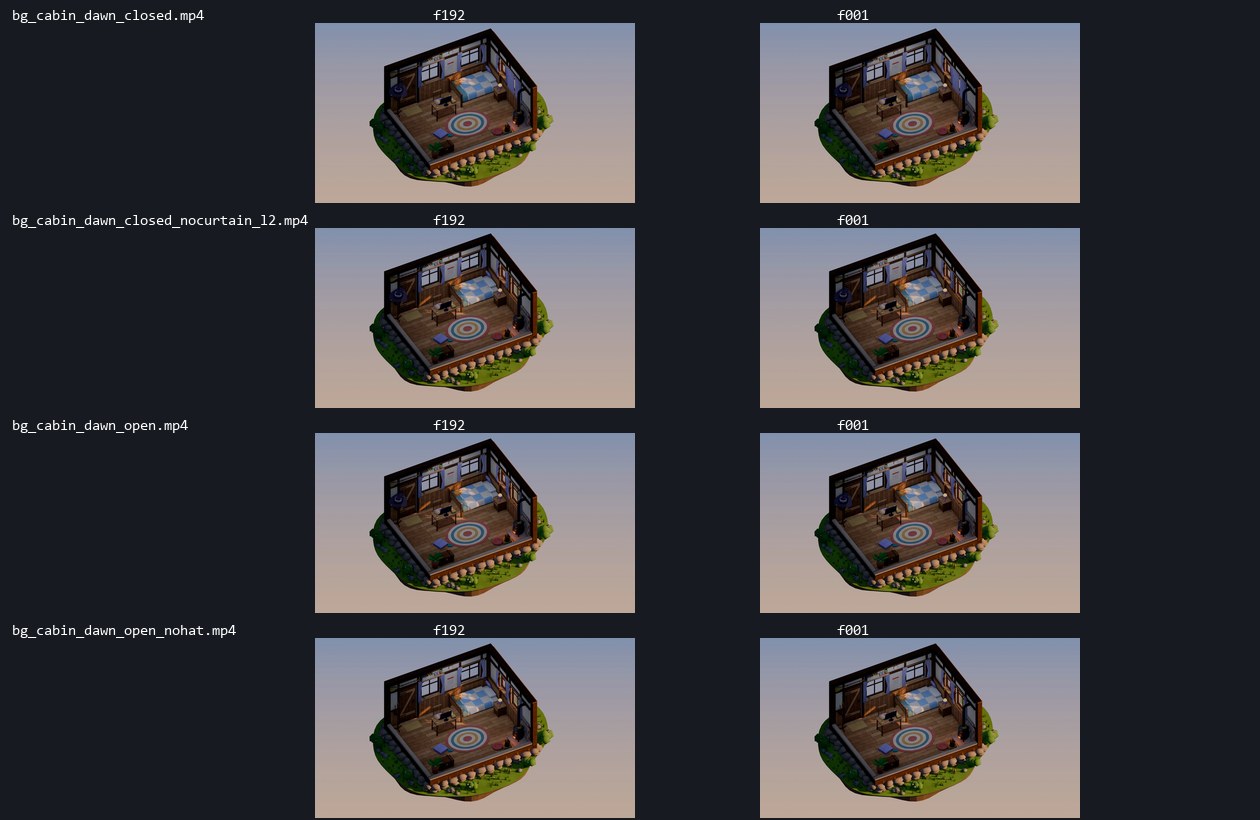 bg_cabin_dawn_closed.mp4 f192 f001
bg_cabin_dawn_closed_nocurtain_l2.mp4 f192 f001
bg_cabin_dawn_open.mp4 f192 f001
bg_cabin_dawn_open_nohat.mp4 f192 f001